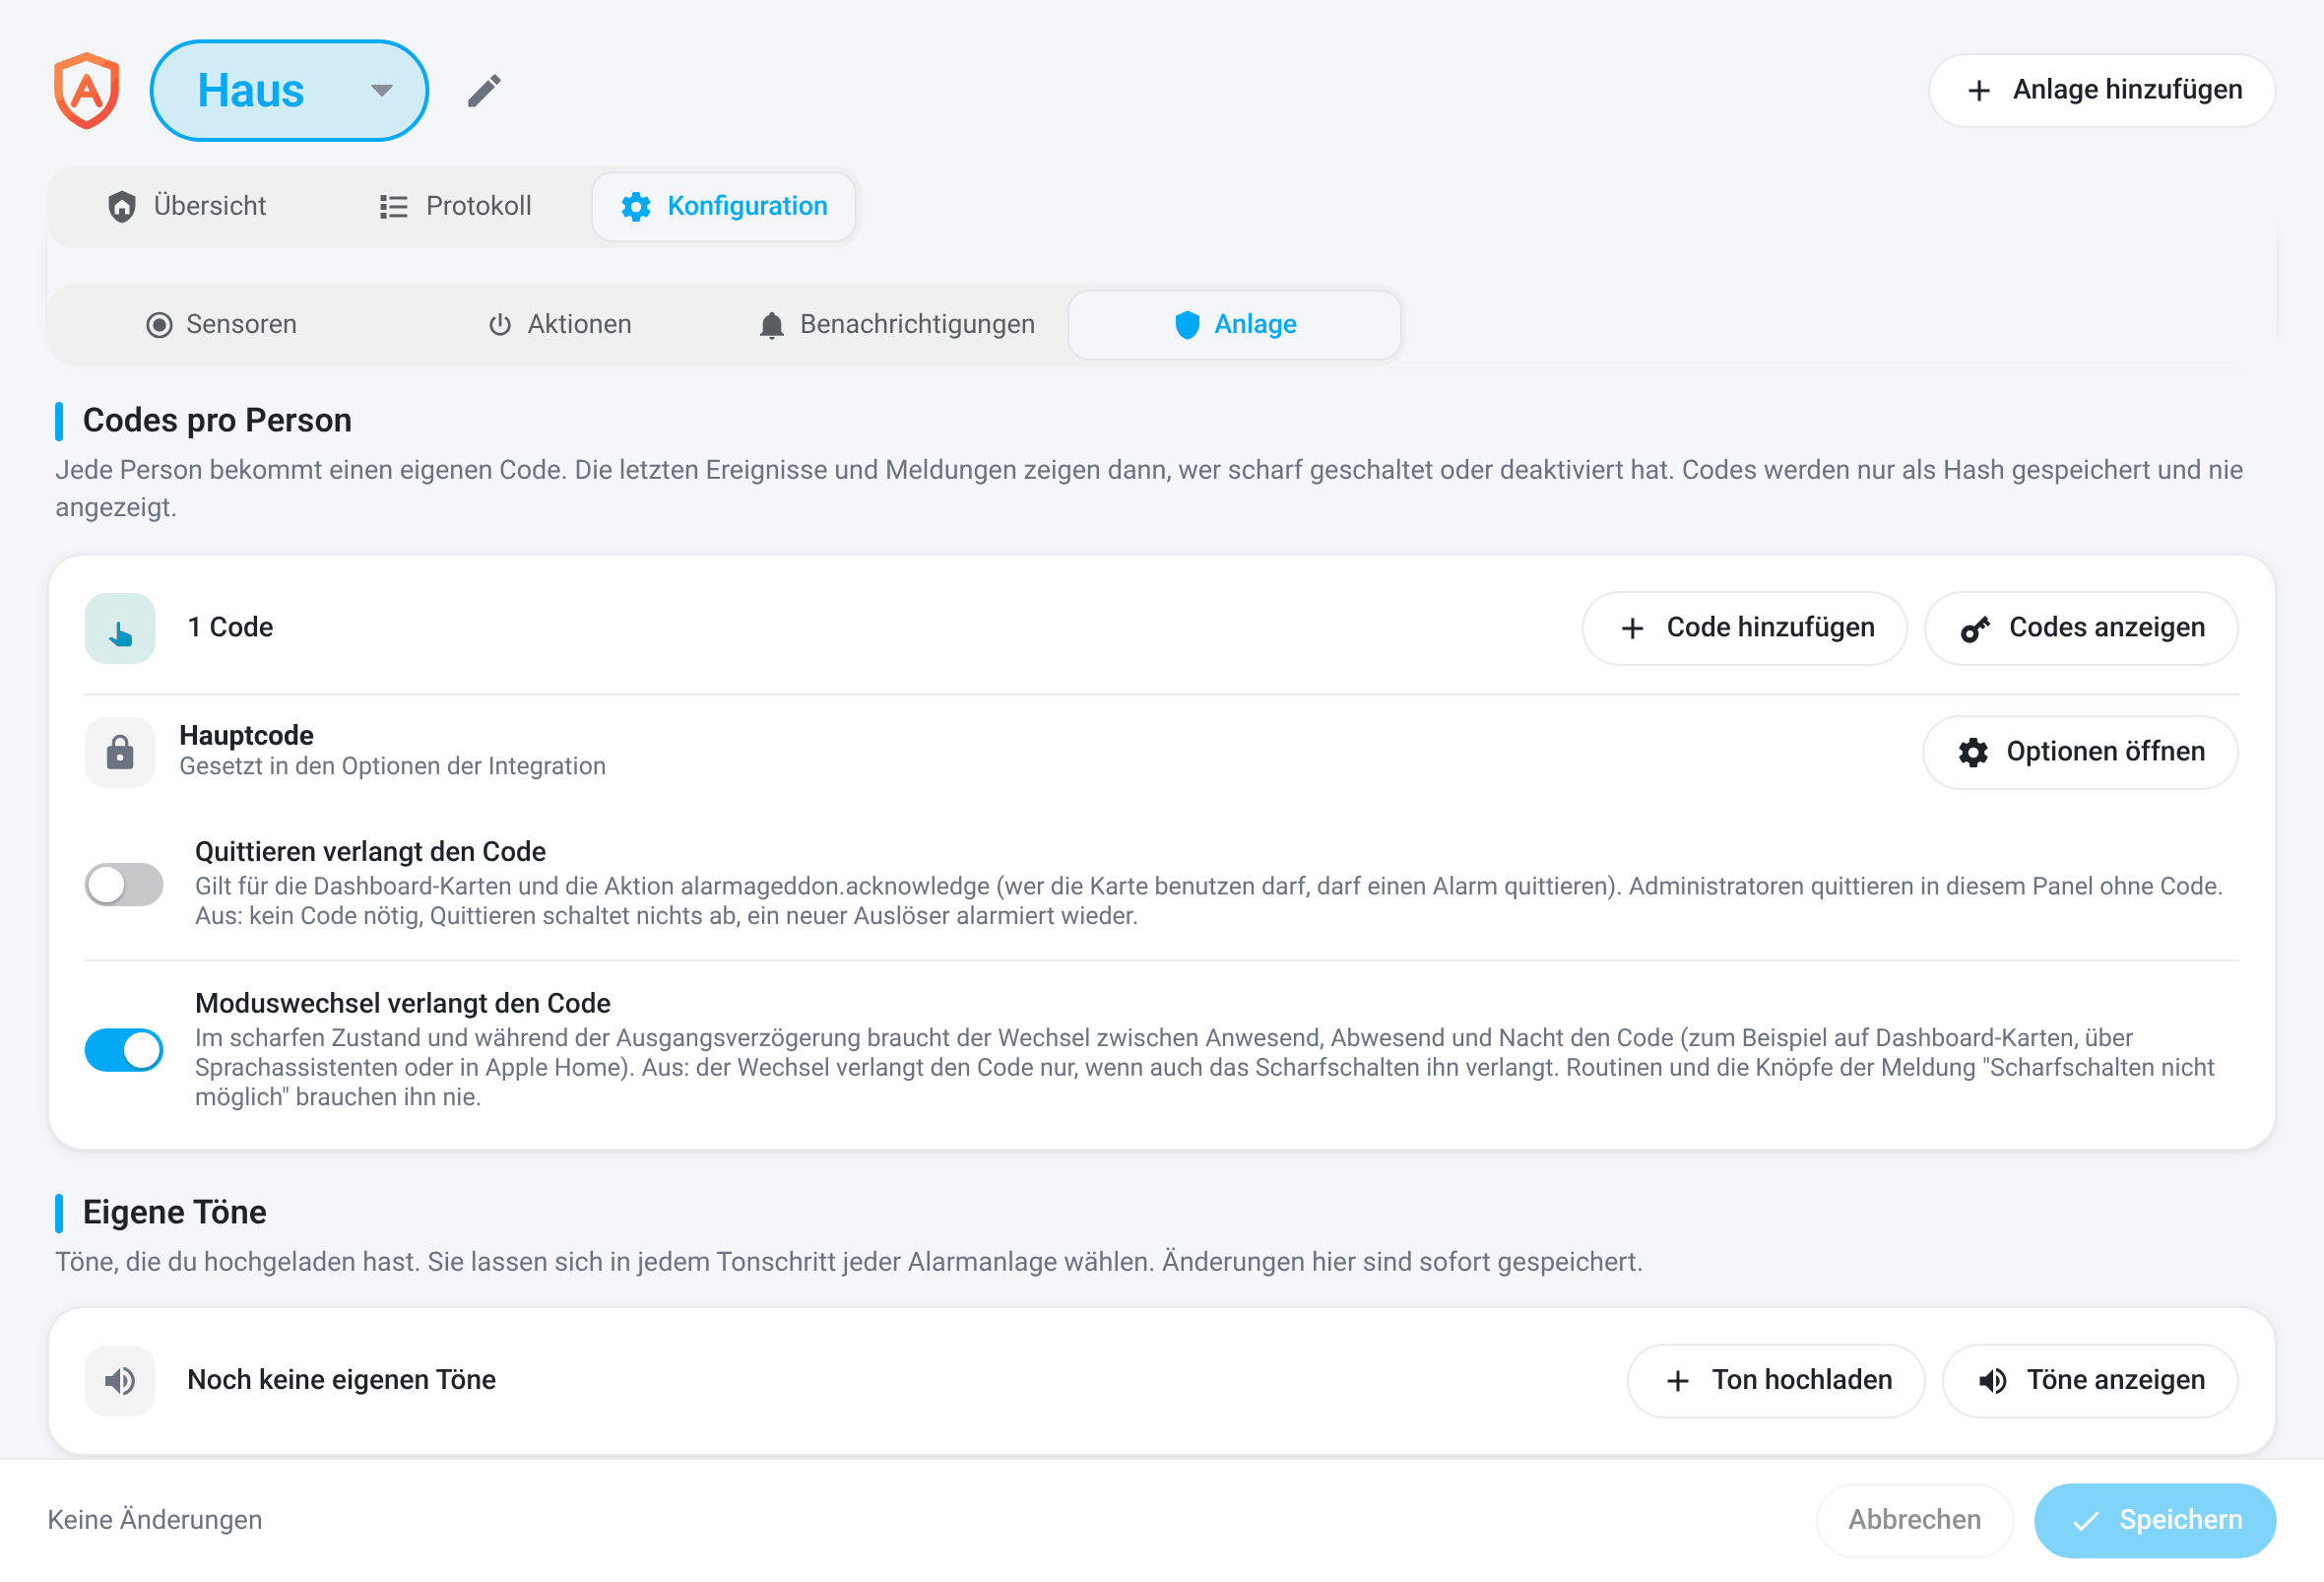 Haus
Anlage hinzufügen
Übersicht
Protokoll
Konfiguration
Sensoren
Aktionen
Benachrichtigungen
Anlage
Codes pro Person
Jede Person bekommt einen eigenen Code. Die letzten Ereignisse und Meldungen zeigen dann, wer scharf geschaltet oder deaktiviert hat. Codes werden nur als Hash gespeichert und nie
angezeigt.
1 Code
Code hinzufügen
Codes anzeigen
Hauptcode
Gesetzt in den Optionen der Integration
Optionen öffnen
Quittieren verlangt den Code
Gilt für die Dashboard-Karten und die Aktion alarmageddon.acknowledge (wer die Karte benutzen darf, darf einen Alarm quittieren). Administratoren quittieren in diesem Panel ohne Code.
Aus: kein Code nötig, Quittieren schaltet nichts ab, ein neuer Auslöser alarmiert wieder.
Moduswechsel verlangt den Code
Im scharfen Zustand und während der Ausgangsverzögerung braucht der Wechsel zwischen Anwesend, Abwesend und Nacht den Code (zum Beispiel auf Dashboard-Karten, über
Sprachassistenten oder in Apple Home). Aus: der Wechsel verlangt den Code nur, wenn auch das Scharfschalten ihn verlangt. Routinen und die Knöpfe der Meldung "Scharfschalten nicht
möglich" brauchen ihn nie.
Eigene Töne
Töne, die du hochgeladen hast. Sie lassen sich in jedem Tonschritt jeder Alarmanlage wählen. Änderungen hier sind sofort gespeichert.
Noch keine eigenen Töne
Ton hochladen
Töne anzeigen
Keine Änderungen
Abbrechen
Speichern